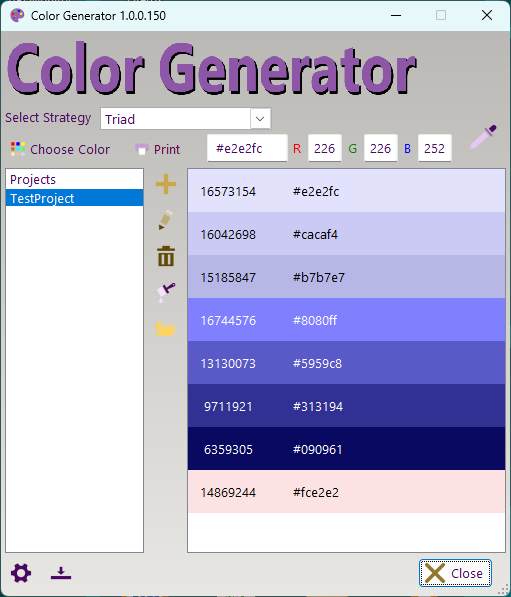 Color Generator 1.0.0.150
Color Generator
Select Strategy Triad
Choose Color Print #e2e2fc R 226 G 226 B 252
Projects
TestProject
16573154 #e2e2fc
16042698 #cacaf4
15185847 #b7b7e7
16744576 #8080ff
13130073 #5959c8
9711921 #313194
6359305 #090961
14869244 #fce2e2
Close